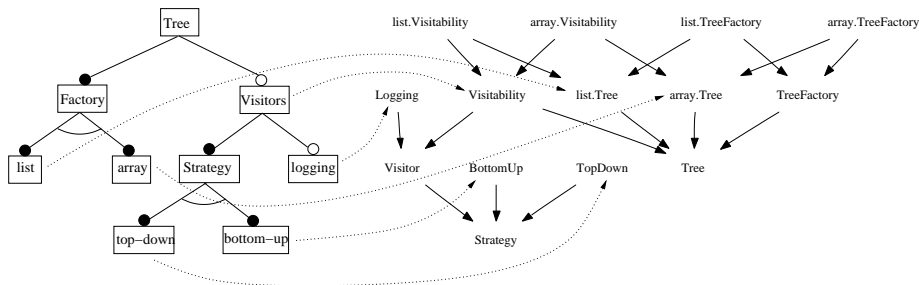 Tree
list.Visitability array.Visitability list.TreeFactory array.TreeFactory
Factory Visitors Logging Visitability list.Tree array.Tree TreeFactory
list array Strategy logging Visitor BottomUp TopDown Tree
top-down bottom-up Strategy